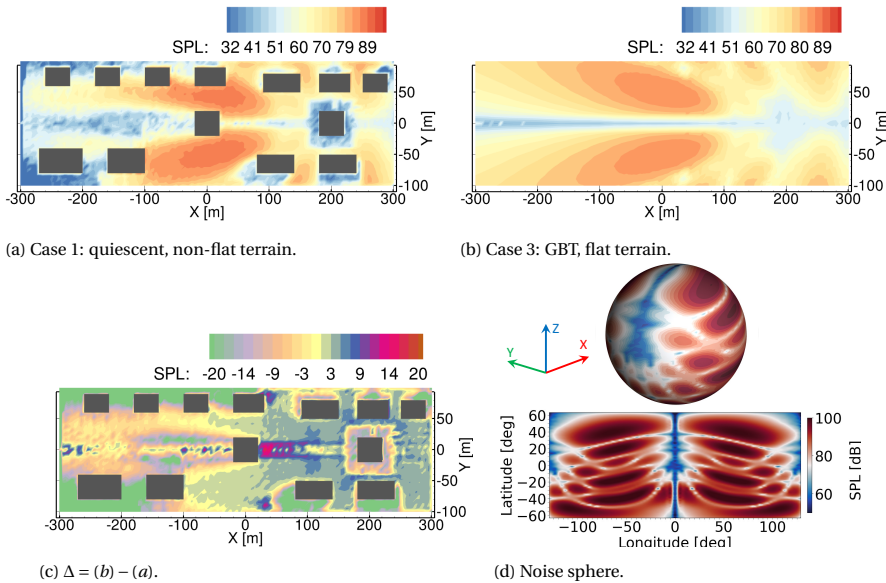 SPL: 32 41 51 60 70 79 89
50
0
-50
-100
Y [m]
-300 -200 -100 0 100 200 300
X [m]
(a) Case 1: quiescent, non-flat terrain.
SPL: 32 41 51 60 70 80 89
50
0
-50
-100
Y [m]
-300 -200 -100 0 100 200 300
X [m]
(b) Case 3: GBT, flat terrain.
SPL: -20 -14 -9 -3 3 9 14 20
50
0
-50
-100
Y [m]
-300 -200 -100 0 100 200 300
X [m]
(c) Δ = (b) − (a).
Z
Y
X
60
40
20
0
-20
-40
-60
Latitude [deg]
-100 -50 0 50 100
Longitude [deg]
100
80
60
SPL [dB]
(d) Noise sphere.